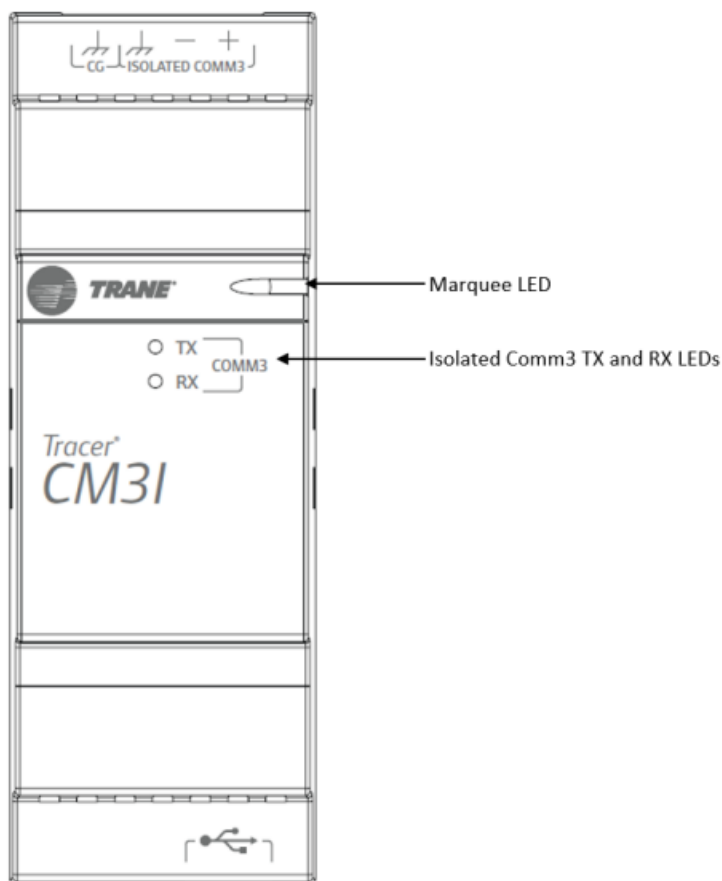 − +
CG ISOLATED COMM3
TRANE
Marquee LED
TX
COMM3
RX
Isolated Comm3 TX and RX LEDs
Tracer®
CM3I